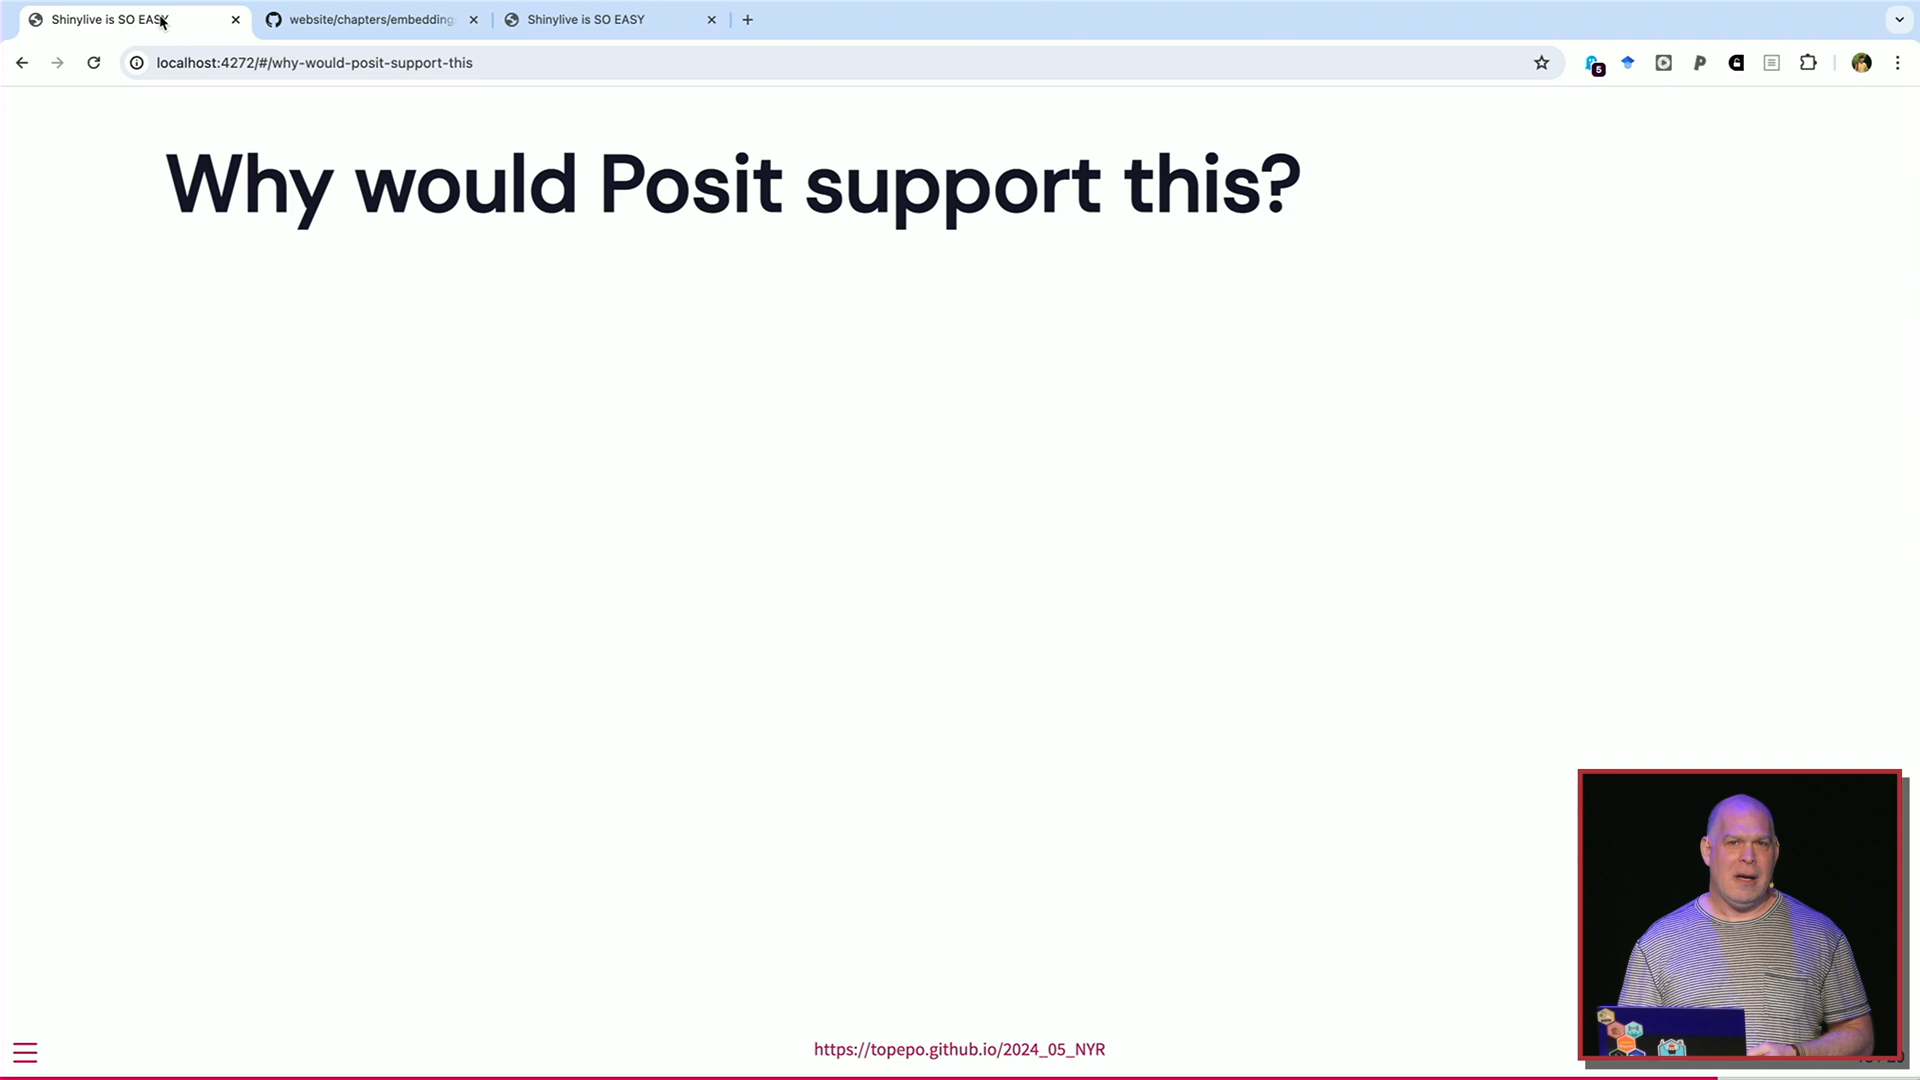 Shinylive is SO EASY
website/chapters/embedding
Shinylive is SO EASY
localhost:4272/#/why-would-posit-support-this
5
Why would Posit support this?
https://topepo.github.io/2024_05_NYR